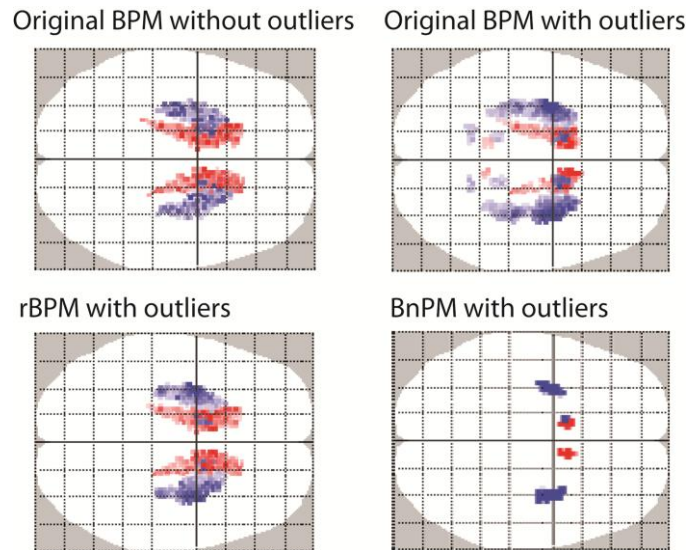 Original BPM without outliers
Original BPM with outliers
rBPM with outliers
BnPM with outliers